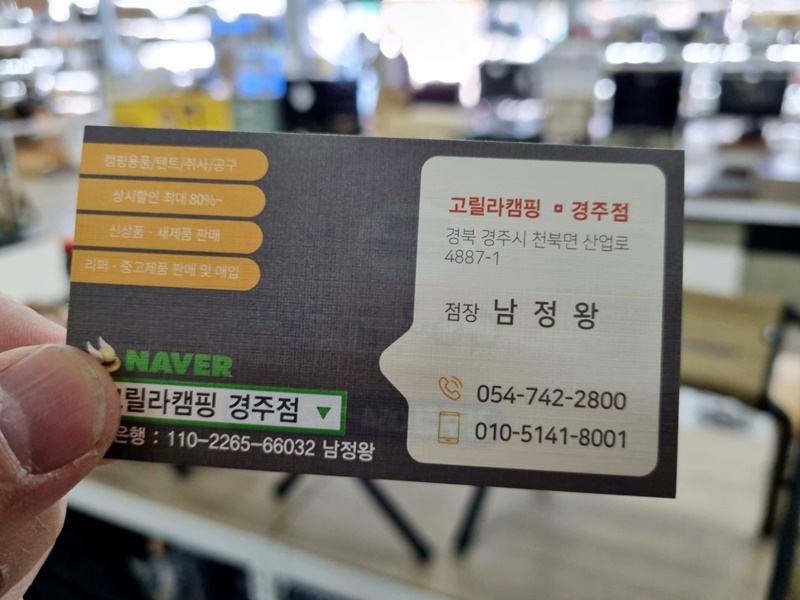 캠핑용품/텐트/취사/공구
상시할인 최대 80%~
신상품 · 새제품 판매
리퍼 · 중고제품 판매 및 매입
NAVER
고릴라캠핑 경주점 ▼
은행 : 110-2265-66032 남정왕
고릴라캠핑 ▫ 경주점
경북 경주시 천북면 산업로
4887-1
점장 남 정 왕
054-742-2800
010-5141-8001